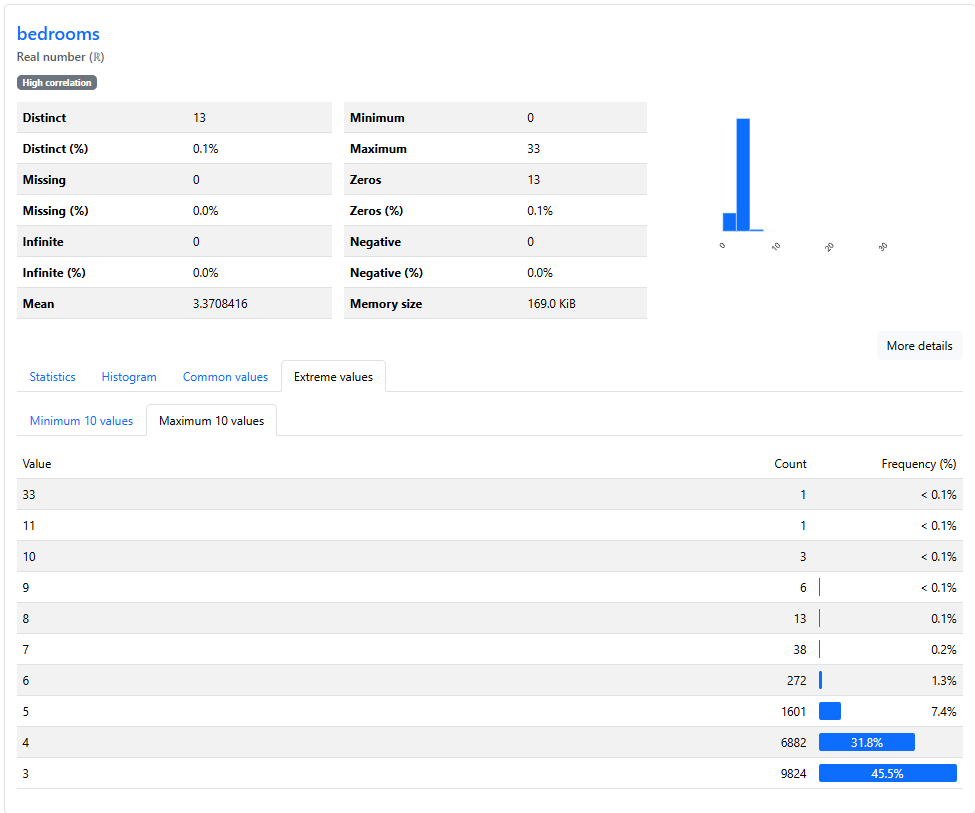 bedrooms
Real number (ℝ)
High correlation
Distinct 13
Distinct (%) 0.1%
Missing 0
Missing (%) 0.0%
Infinite 0
Infinite (%) 0.0%
Mean 3.3708416
Minimum 0
Maximum 33
Zeros 13
Zeros (%) 0.1%
Negative 0
Negative (%) 0.0%
Memory size 169.0 KiB
0 10 20 30
More details
Statistics Histogram Common values Extreme values
Minimum 10 values Maximum 10 values
Value Count Frequency (%)
33 1 < 0.1%
11 1 < 0.1%
10 3 < 0.1%
9 6 < 0.1%
8 13 0.1%
7 38 0.2%
6 272 1.3%
5 1601 7.4%
4 6882 31.8%
3 9824 45.5%